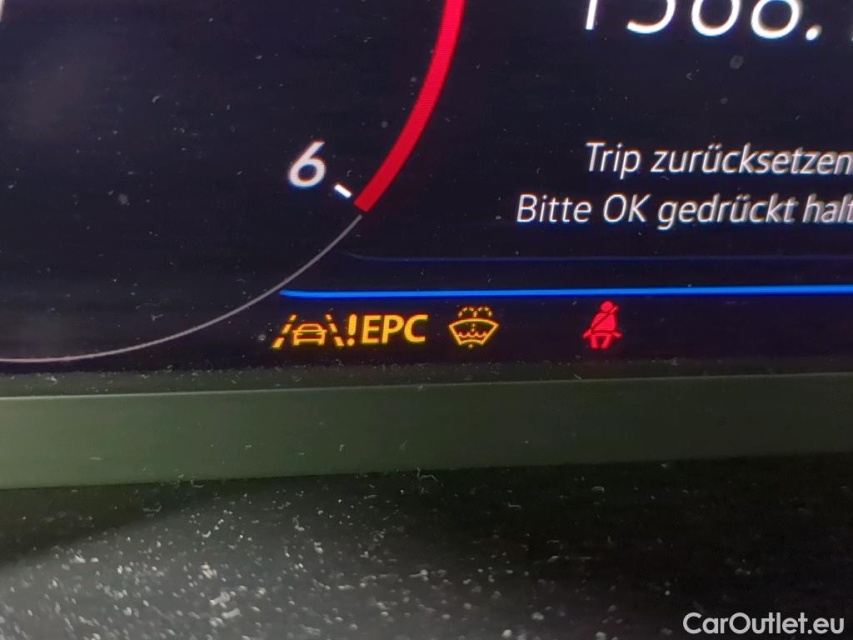 6
Trip zurücksetzen
Bitte OK gedrückt halt
EPC
CarOutlet.eu